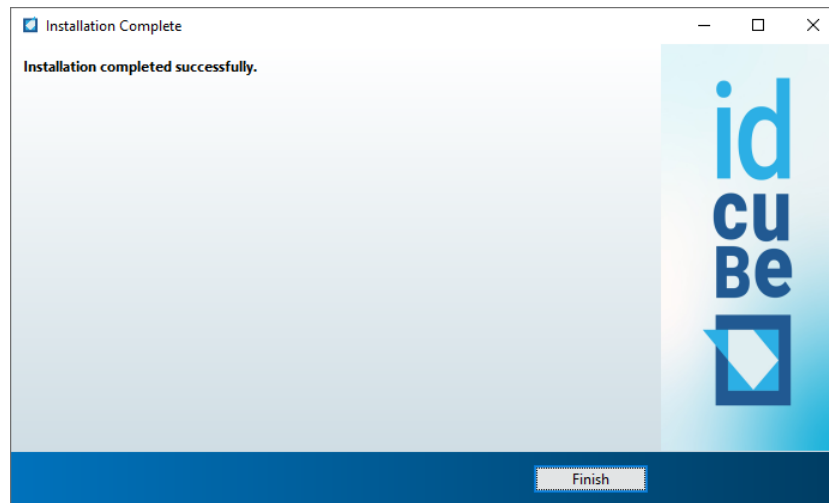 Installation Complete
Installation completed successfully.
id
cu
Be
Finish